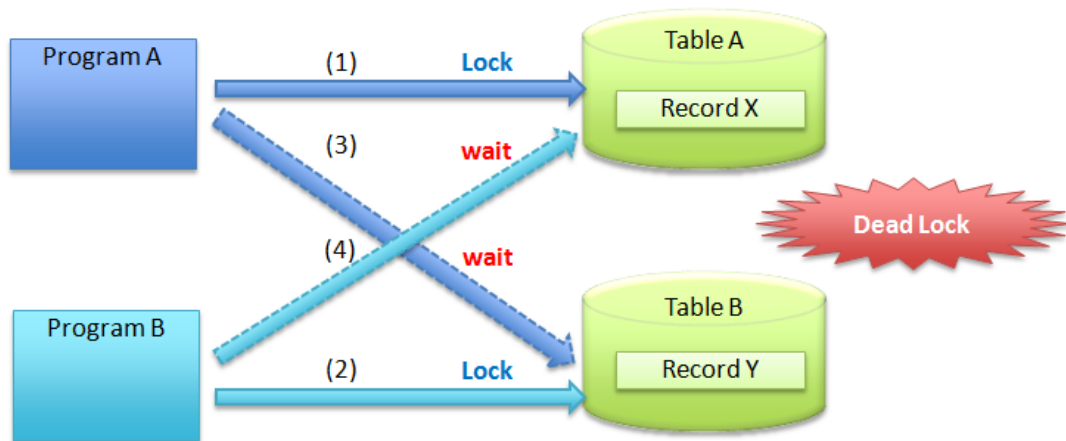 Program A
(1)
Lock
Table A
Record X
(3)
wait
Dead Lock
(4)
wait
Program B
(2)
Lock
Table B
Record Y